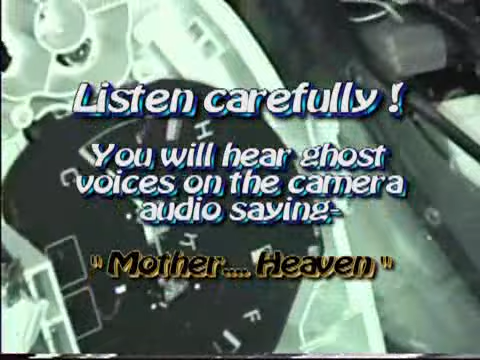 Listen carefully !
You will hear ghost
voices on the camera
audio saying-
" Mother.... Heaven "
H
C
F